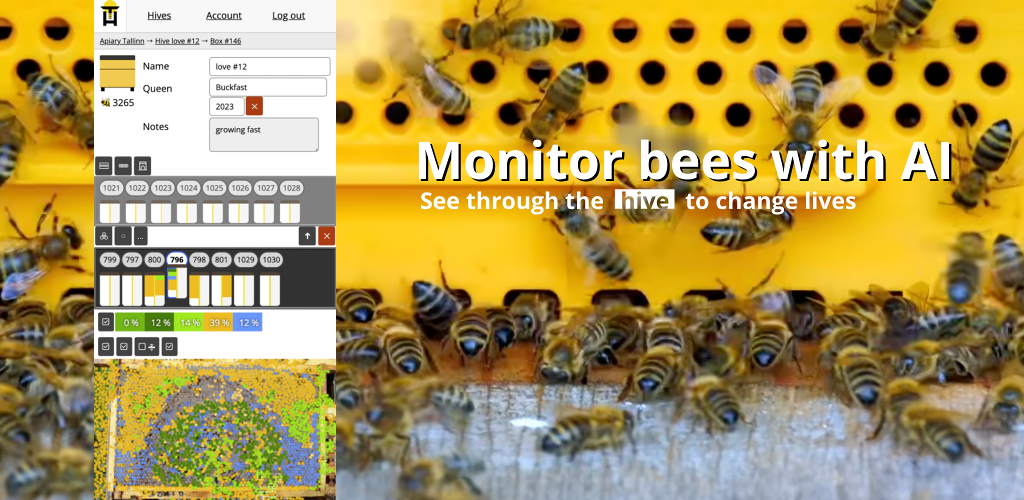 Hives Account Log out
Apiary Tallinn → Hive love #12 → Box #146
Name love #12
Queen Buckfast
3265 2023
Notes growing fast
1021 1022 1023 1024 1025 1026 1027 1028
...
799 797 800 796 798 801 1029 1030
0 % 12 % 14 % 39 % 12 %
Monitor bees with AI
See through the hive to change lives